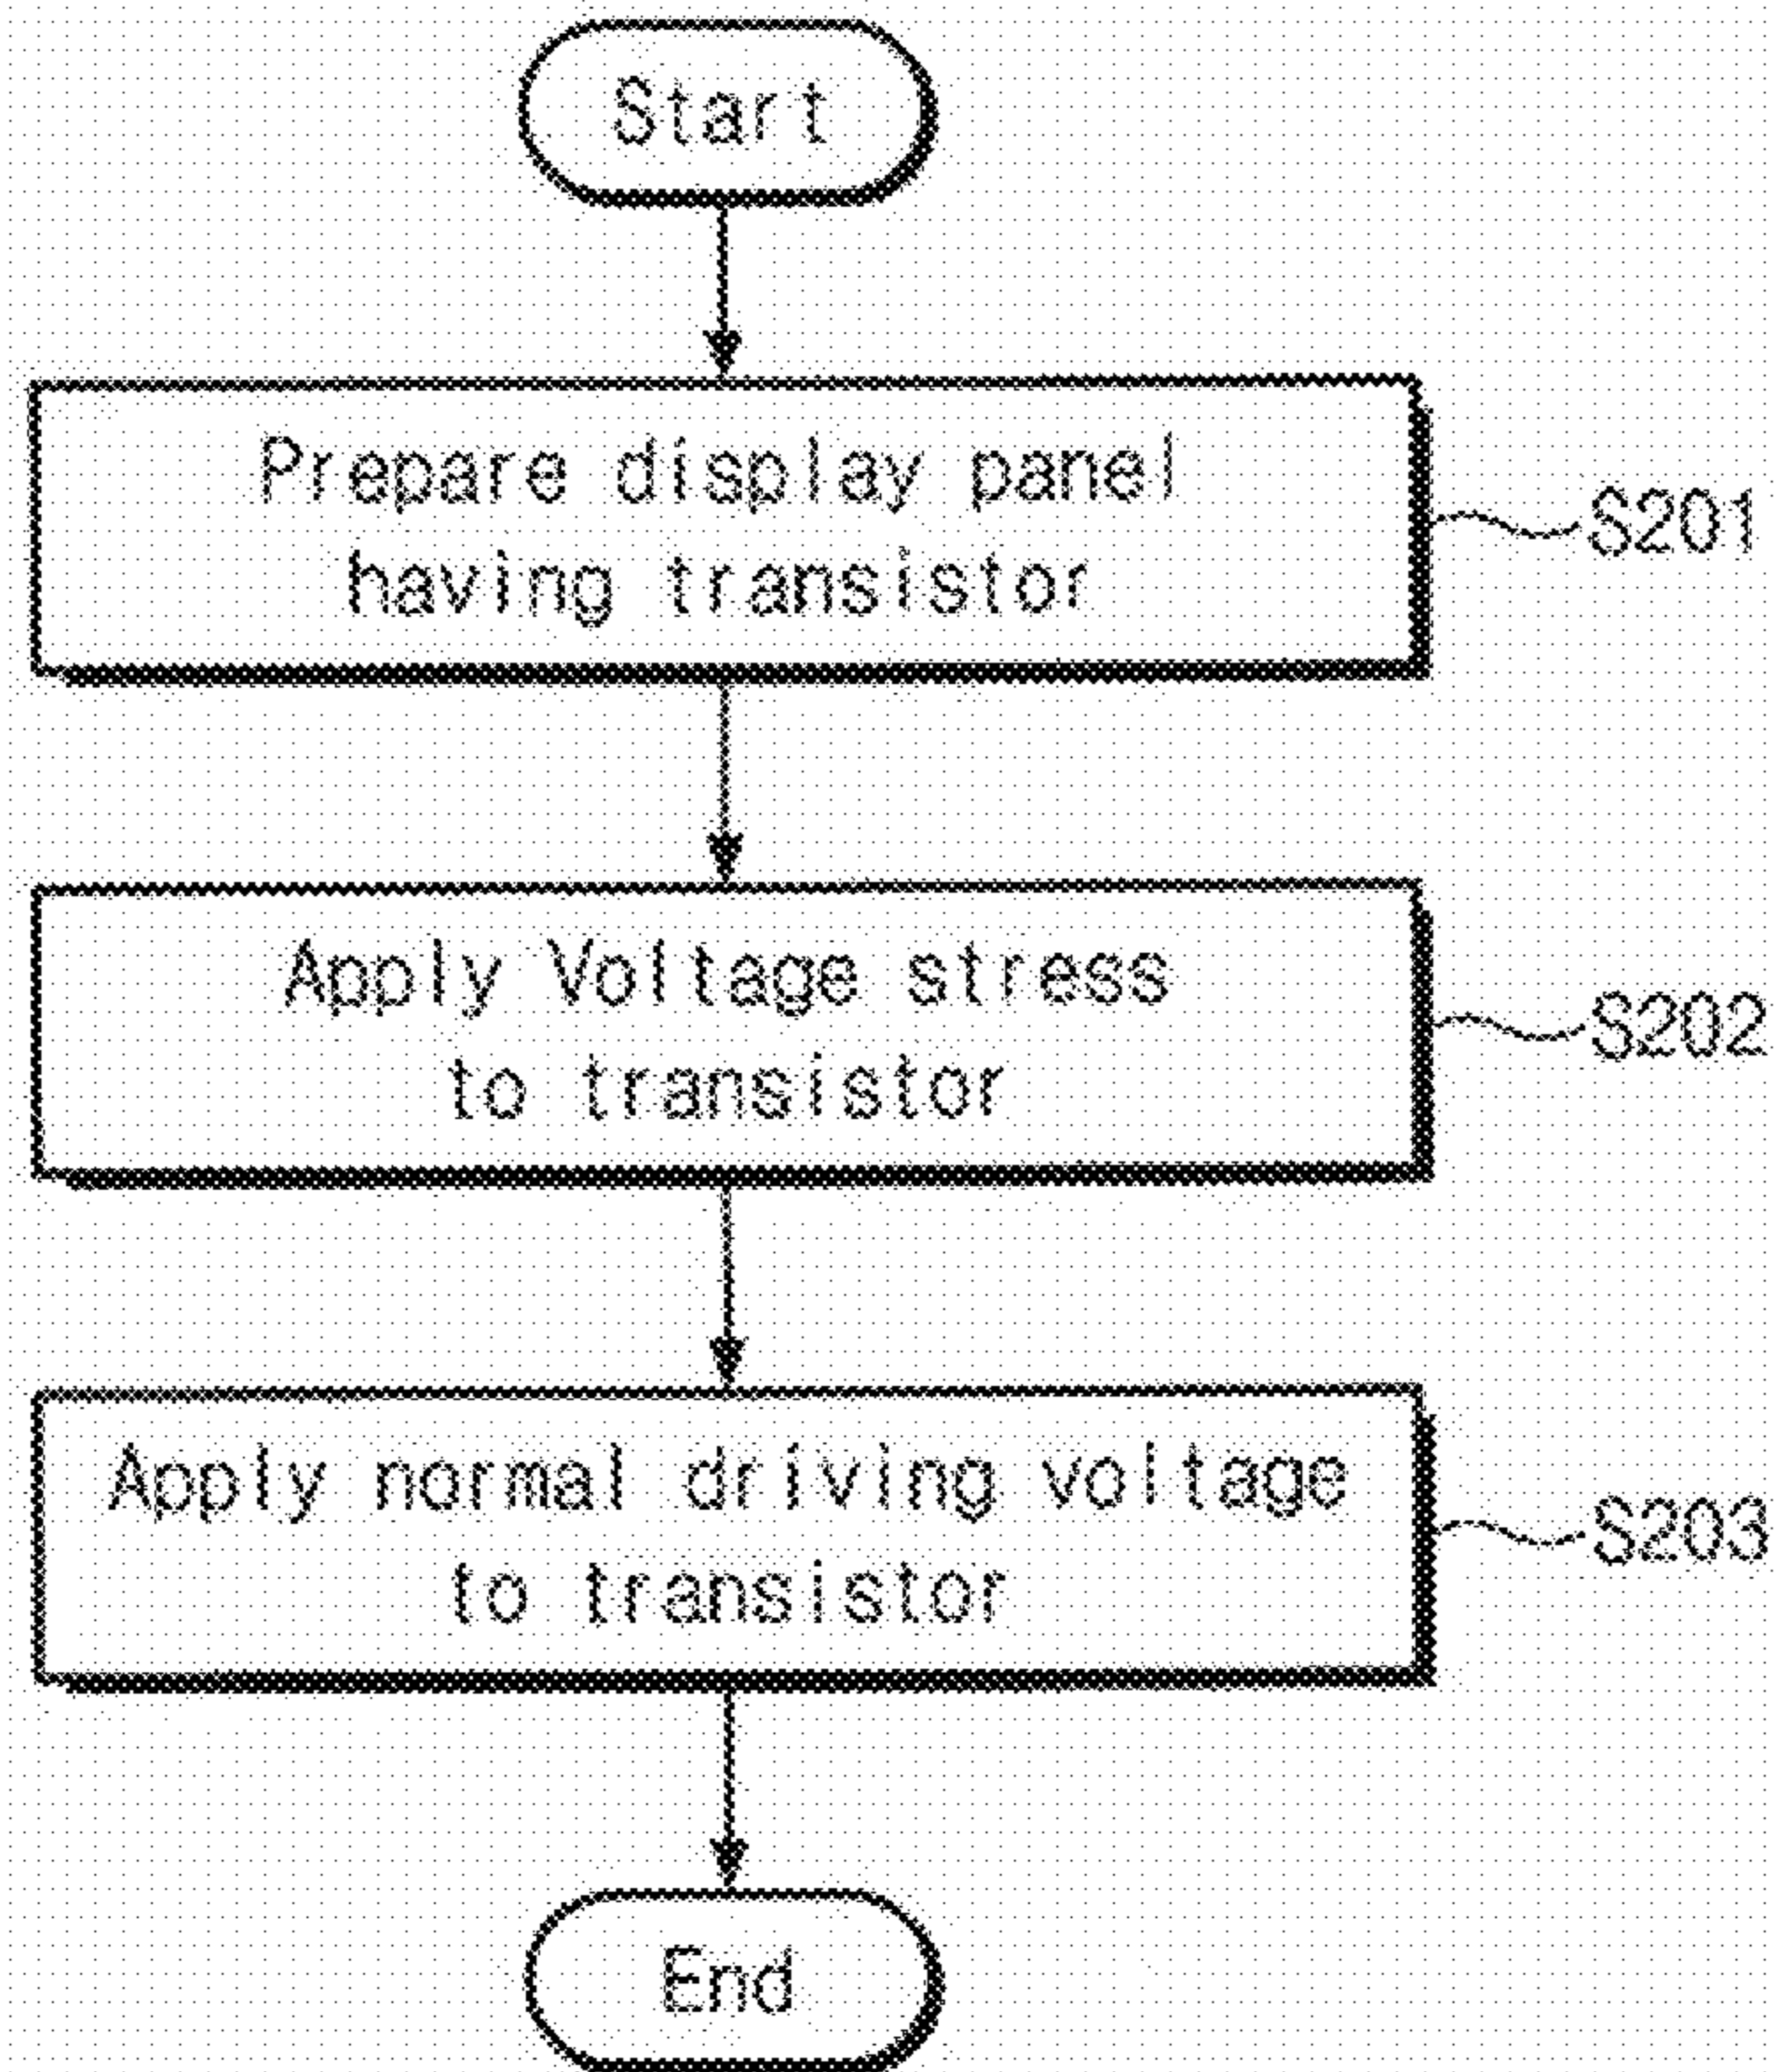 Start
Prepare display panel
having transistor
S201
Apply Voltage stress
to transistor
S202
Apply normal driving voltage
to transistor
S203
End